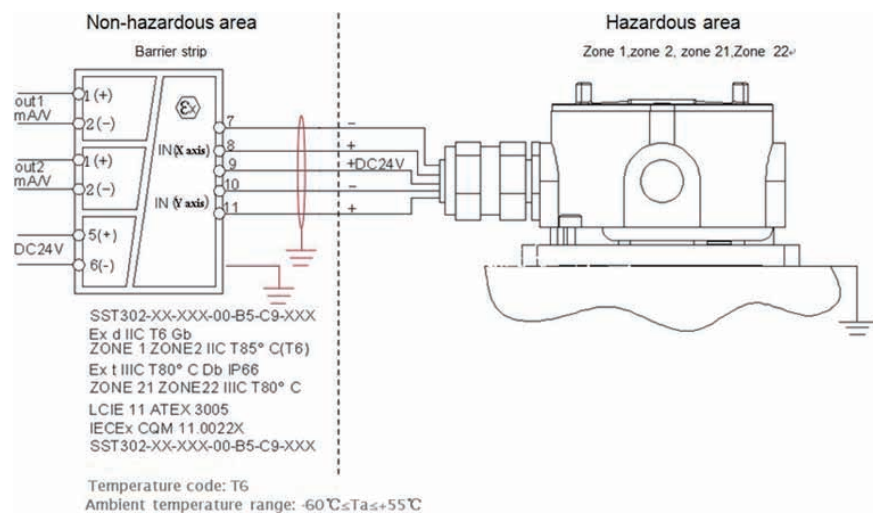 Non-hazardous area
Hazardous area
Barrier strip
Zone 1,zone 2, zone 21,Zone 22
out1
mA/V
1(+)
2(-)
out2
mA/V
1(+)
2(-)
DC24V
5(+)
6(-)
Ex
IN(X axis)
IN (Y axis)
7
8
9
10
11
-
+
+DC24V
-
+
SST302-XX-XXX-00-B5-C9-XXX
Ex d IIC T6 Gb
ZONE 1 ZONE2 IIC T85° C(T6)
Ex t IIIC T80° C Db IP66
ZONE 21 ZONE22 IIIC T80° C
LCIE 11 ATEX 3005
IECEx CQM 11.0022X
SST302-XX-XXX-00-B5-C9-XXX
Temperature code: T6
Ambient temperature range: -60℃≤Ta≤+55℃